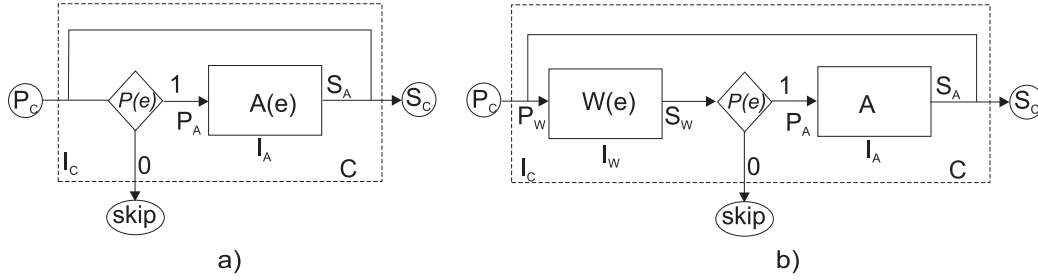 P_C
P(e)
1
P_A
A(e)
S_A
S_C
I_A
I_C
0
C
skip
a)
P_C
P_W
W(e)
S_W
P(e)
1
P_A
A
S_A
S_C
I_W
I_A
I_C
0
C
skip
b)